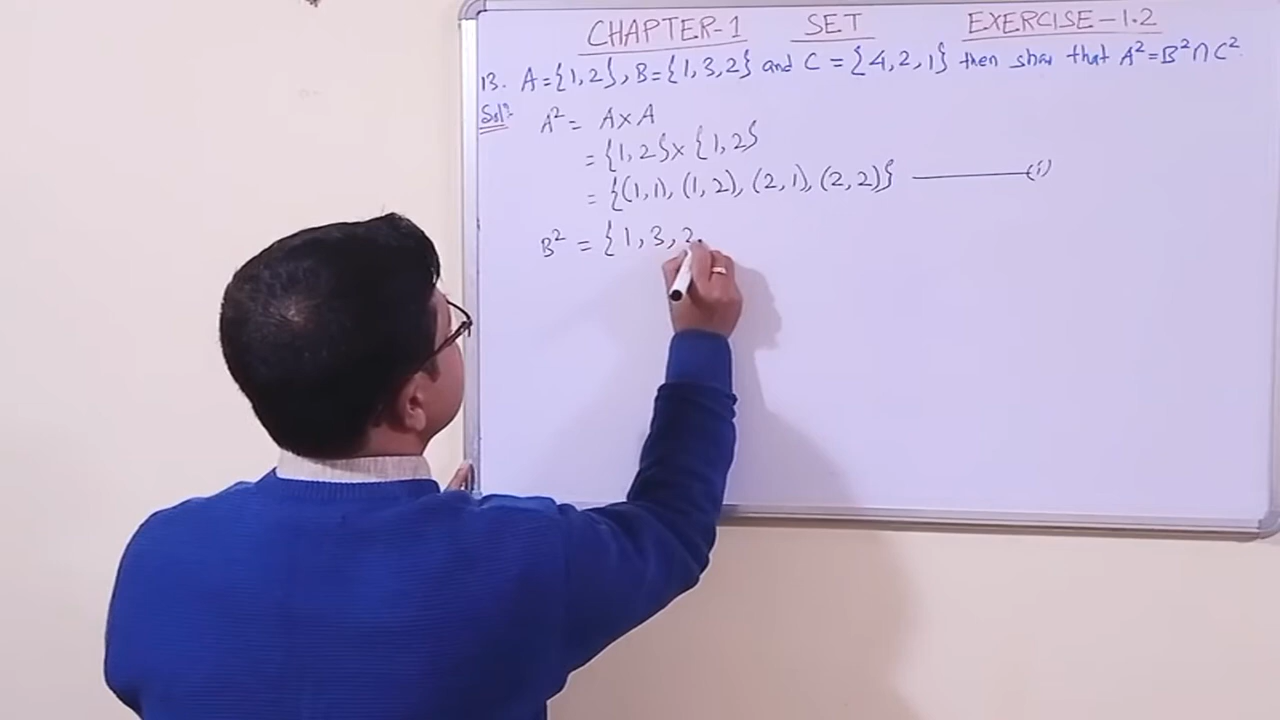 CHAPTER-1 SET EXERCISE-1.2
13. A={1,2}, B={1,3,2} and C={4,2,1} then show that A²=B²∩C².
Solⁿ:
A² = A×A
= {1,2}×{1,2}
= {(1,1), (1,2), (2,1), (2,2)} ———(i)
B² = {1,3,2